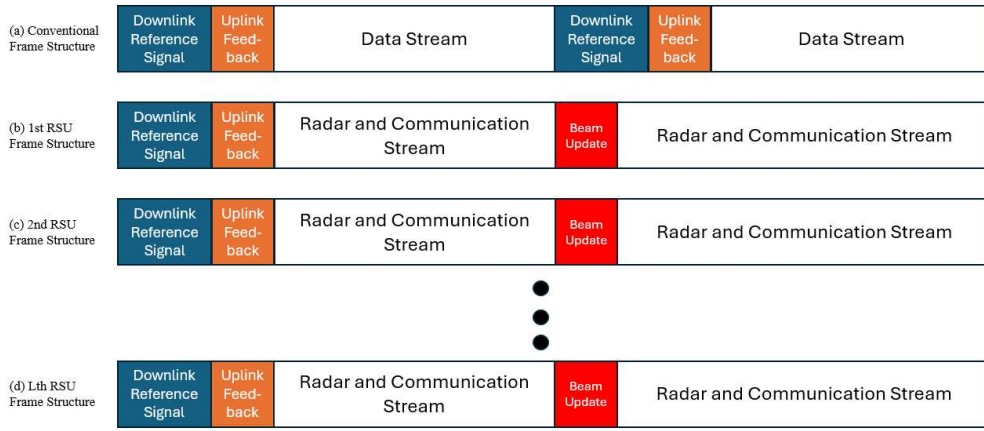 (a) Conventional
Frame Structure
Downlink
Reference
Signal
Uplink
Feed-
back
Data Stream
Downlink
Reference
Signal
Uplink
Feed-
back
Data Stream
(b) 1st RSU
Frame Structure
Downlink
Reference
Signal
Uplink
Feed-
back
Radar and Communication
Stream
Beam
Update
Radar and Communication Stream
(c) 2nd RSU
Frame Structure
Downlink
Reference
Signal
Uplink
Feed-
back
Radar and Communication
Stream
Beam
Update
Radar and Communication Stream
(d) Lth RSU
Frame Structure
Downlink
Reference
Signal
Uplink
Feed-
back
Radar and Communication
Stream
Beam
Update
Radar and Communication Stream